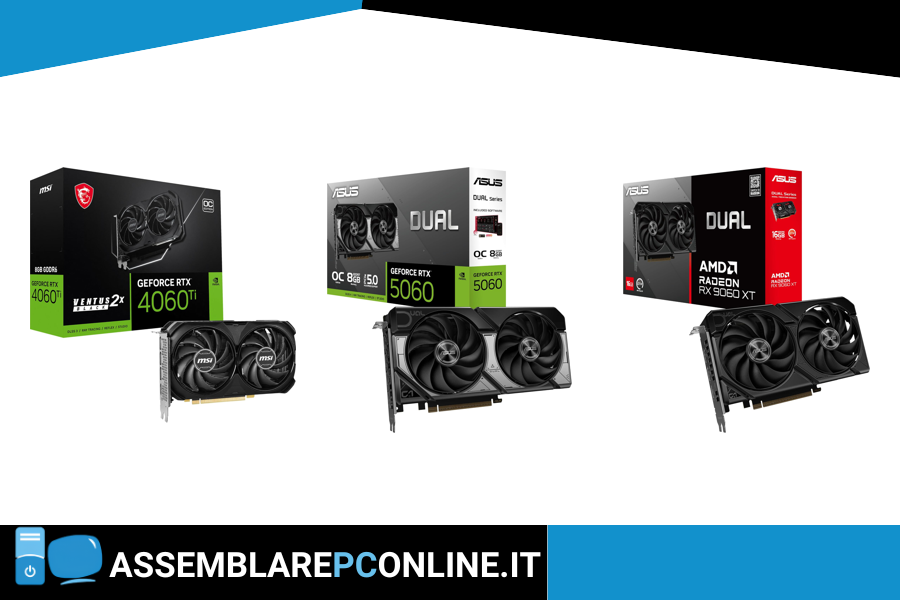 msi
OC
8GB GDDR6
GEFORCE RTX
4060Ti
VENTUS 2X
BLACK
GEFORCE RTX
4060Ti
msi
msi
ASUS
DUAL
OC 8GB
5.0
GEFORCE RTX
5060
ASUS
DUAL Series
OC 8GB
GEFORCE RTX
5060
ASUS
ASUS
DUAL
AMD
RADEON
RX 9060 XT
ASUS
Dual Series
16GB
AMD
RADEON
RX 9060 XT
ASSEMBLAREPCONLINE.IT